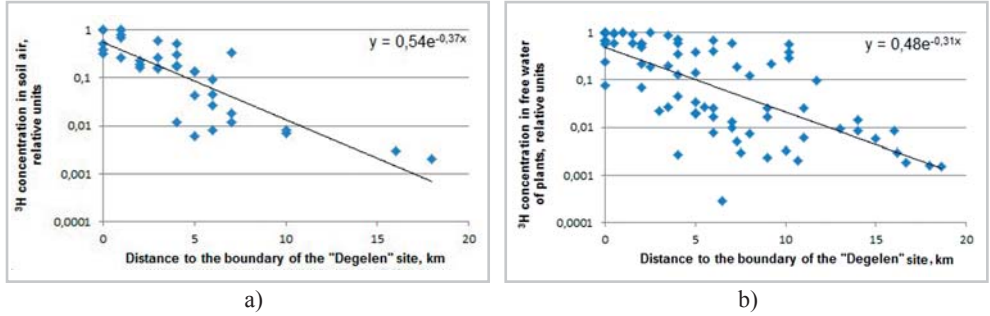 ³H concentration in soil air,
relative units
1
0,1
0,01
0,001
0,0001
y = 0,54e^-0,37x
0 5 10 15 20
Distance to the boundary of the "Degelen" site, km
a)
³H concentration in free water
of plants, relative units
1
0,1
0,01
0,001
0,0001
y = 0,48e^-0,31x
0 5 10 15 20
Distance to the boundary of the "Degelen" site, km
b)